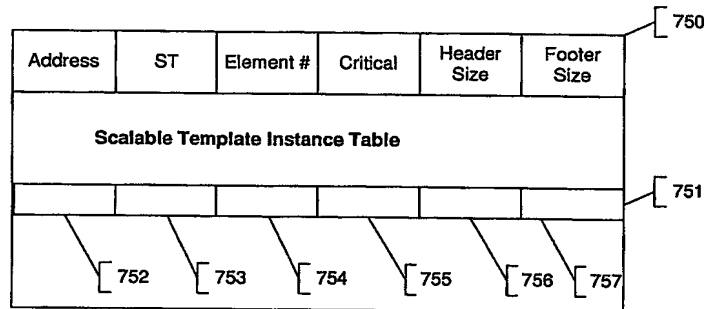 750
Address ST Element # Critical Header Size Footer Size
Scalable Template Instance Table
751
752 753 754 755 756 757